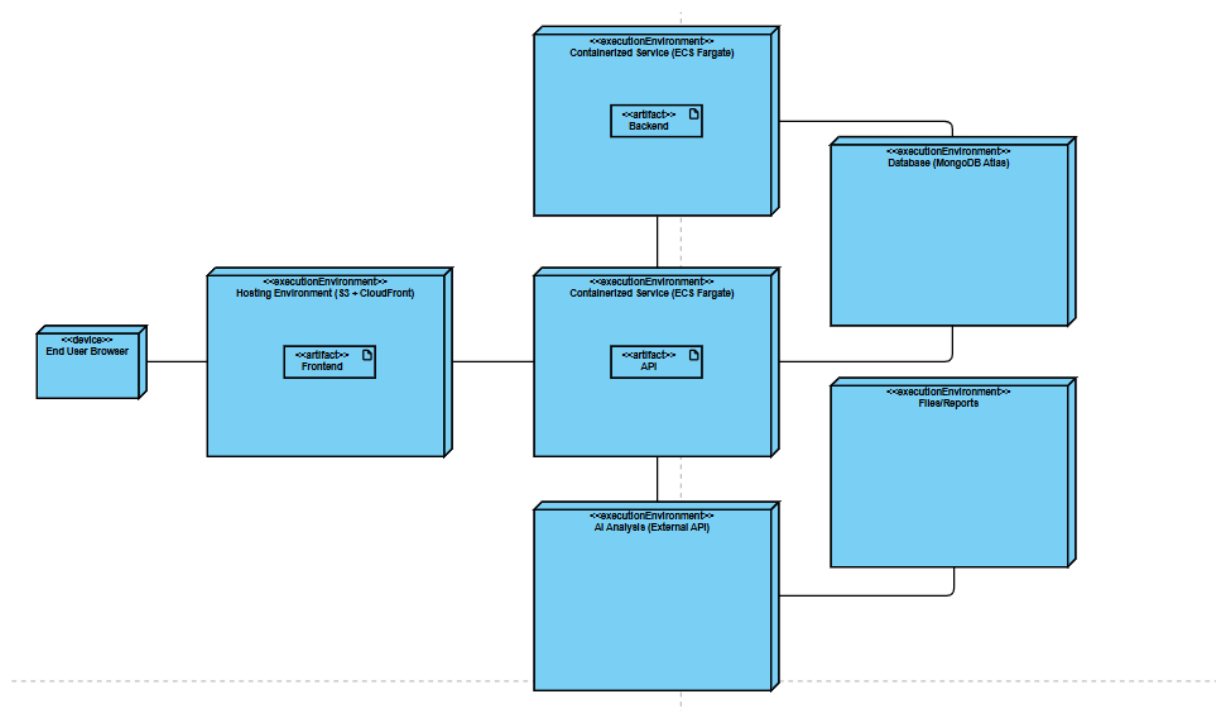 <<executionEnvironment>>
Containerized Service (ECS Fargate)
<<artifact>>
Backend
<<executionEnvironment>>
Database (MongoDB Atlas)
<<executionEnvironment>>
Hosting Environment (S3 + CloudFront)
<<artifact>>
Frontend
<<executionEnvironment>>
Containerized Service (ECS Fargate)
<<artifact>>
API
<<device>>
End User Browser
<<executionEnvironment>>
Files/Reports
<<executionEnvironment>>
AI Analysis (External API)